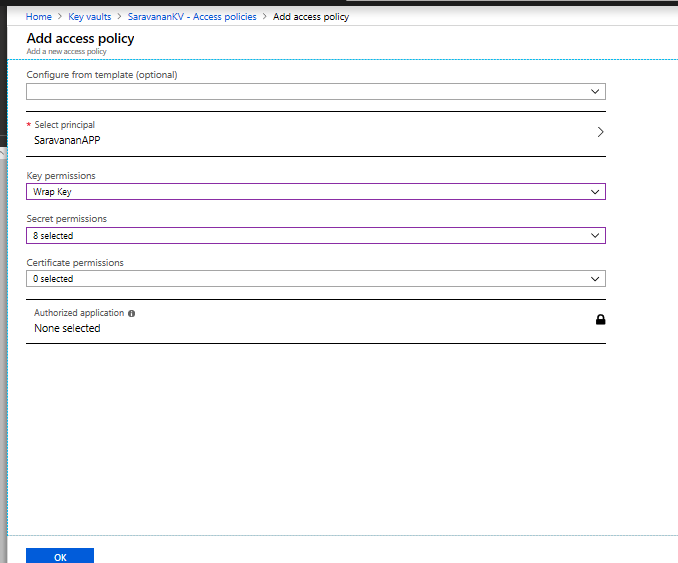 Home > Key vaults > SaravananKV - Access policies > Add access policy
Add access policy
Add a new access policy
Configure from template (optional)
* Select principal
SaravananAPP
Key permissions
Wrap Key
Secret permissions
8 selected
Certificate permissions
0 selected
Authorized application
None selected
OK